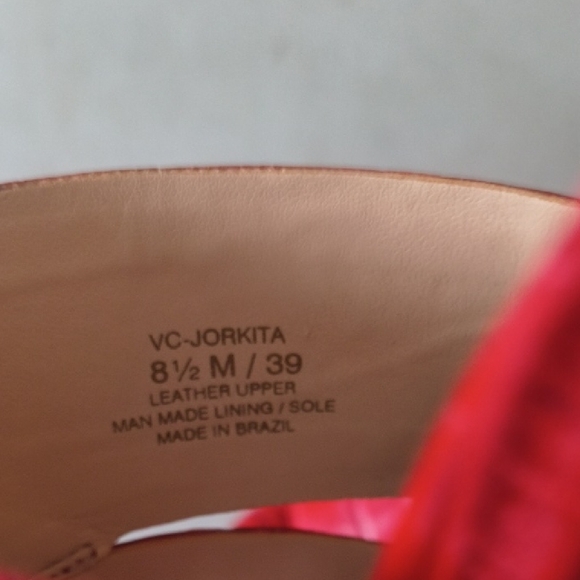 VC-JORKITA
8½ M / 39
LEATHER UPPER
MAN MADE LINING / SOLE
MADE IN BRAZIL